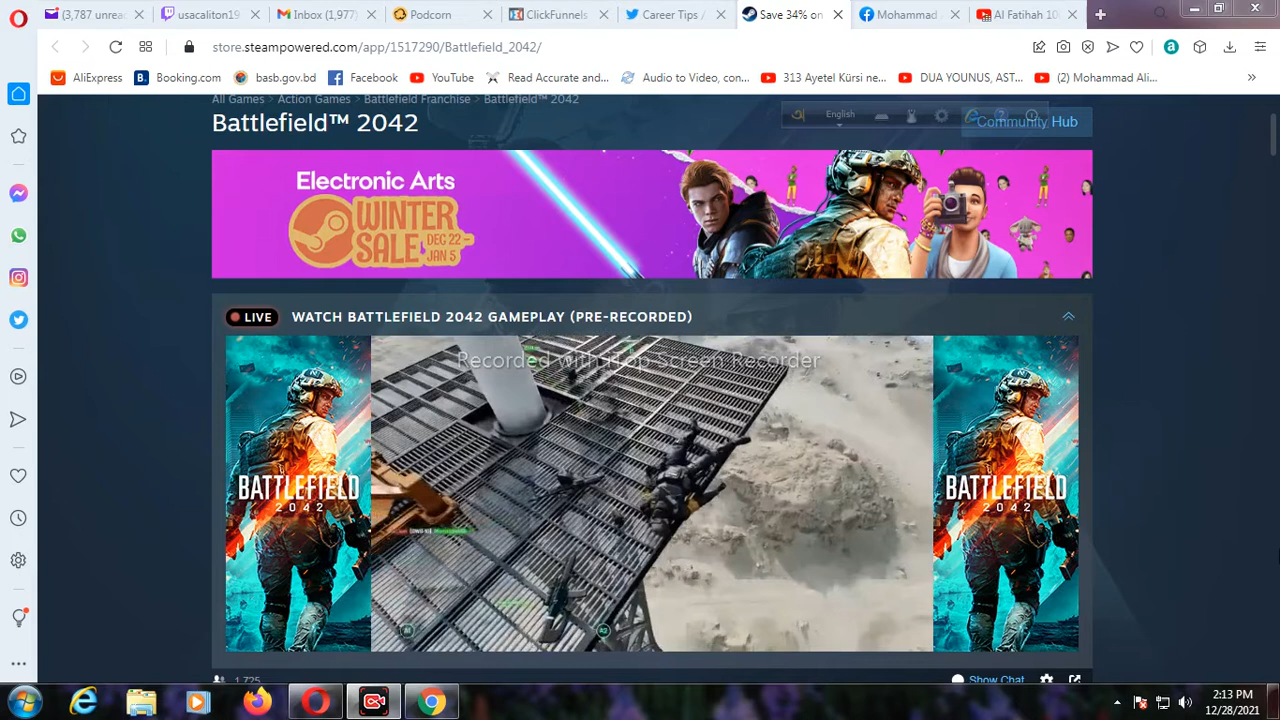 (3,787 unrea
usacaliton19
Inbox (1,977)
Podcorn
ClickFunnels
Career Tips /
Save 34% on
Mohammad
Al Fatihah 10
store.steampowered.com/app/1517290/Battlefield_2042/
AliExpress
Booking.com
basb.gov.bd
Facebook
YouTube
Read Accurate and...
Audio to Video, con...
313 Ayetel Kürsi ne...
DUA YOUNUS, AST...
(2) Mohammad Ali...
All Games > Action Games > Battlefield Franchise > Battlefield™ 2042
Battlefield™ 2042
English
Community Hub
Electronic Arts
WINTER
SALE
DEC 22 –
JAN 5
LIVE
WATCH BATTLEFIELD 2042 GAMEPLAY (PRE-RECORDED)
Recorded with iTop Screen Recorder
BATTLEFIELD
2042
BATTLEFIELD
2042
1,725
Show Chat
2:13 PM
12/28/2021